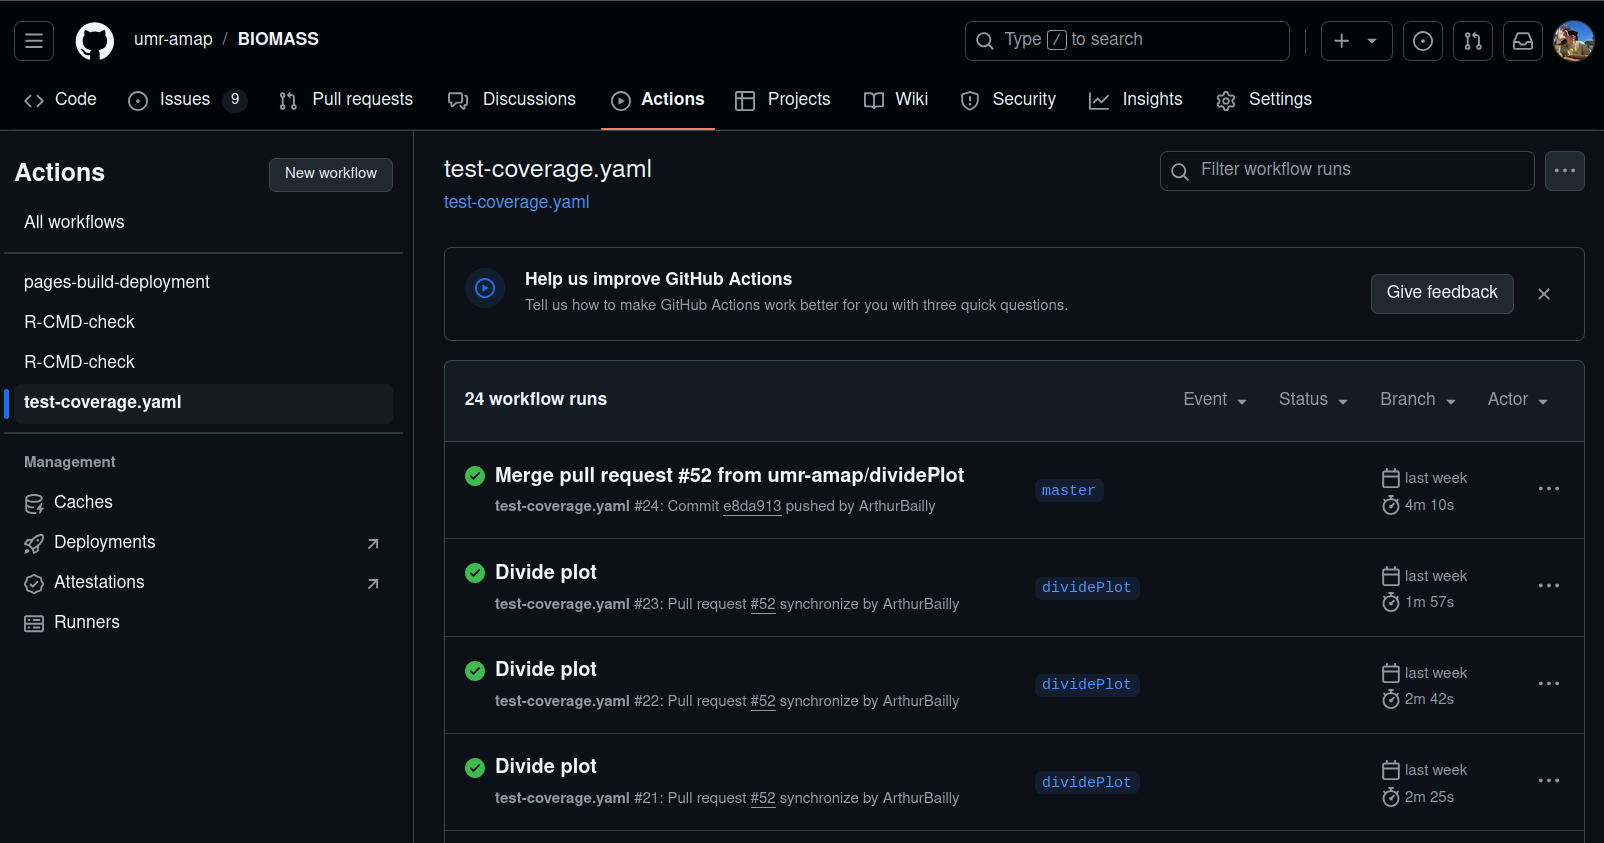 umr-amap / BIOMASS
Type / to search
Code
Issues 9
Pull requests
Discussions
Actions
Projects
Wiki
Security
Insights
Settings
Actions
New workflow
All workflows
pages-build-deployment
R-CMD-check
R-CMD-check
test-coverage.yaml
Management
Caches
Deployments
Attestations
Runners
test-coverage.yaml
test-coverage.yaml
Filter workflow runs
Help us improve GitHub Actions
Tell us how to make GitHub Actions work better for you with three quick questions.
Give feedback
24 workflow runs
Event
Status
Branch
Actor
Merge pull request #52 from umr-amap/dividePlot
test-coverage.yaml #24: Commit e8da913 pushed by ArthurBailly
master
last week
4m 10s
Divide plot
test-coverage.yaml #23: Pull request #52 synchronize by ArthurBailly
dividePlot
last week
1m 57s
Divide plot
test-coverage.yaml #22: Pull request #52 synchronize by ArthurBailly
dividePlot
last week
2m 42s
Divide plot
test-coverage.yaml #21: Pull request #52 synchronize by ArthurBailly
dividePlot
last week
2m 25s